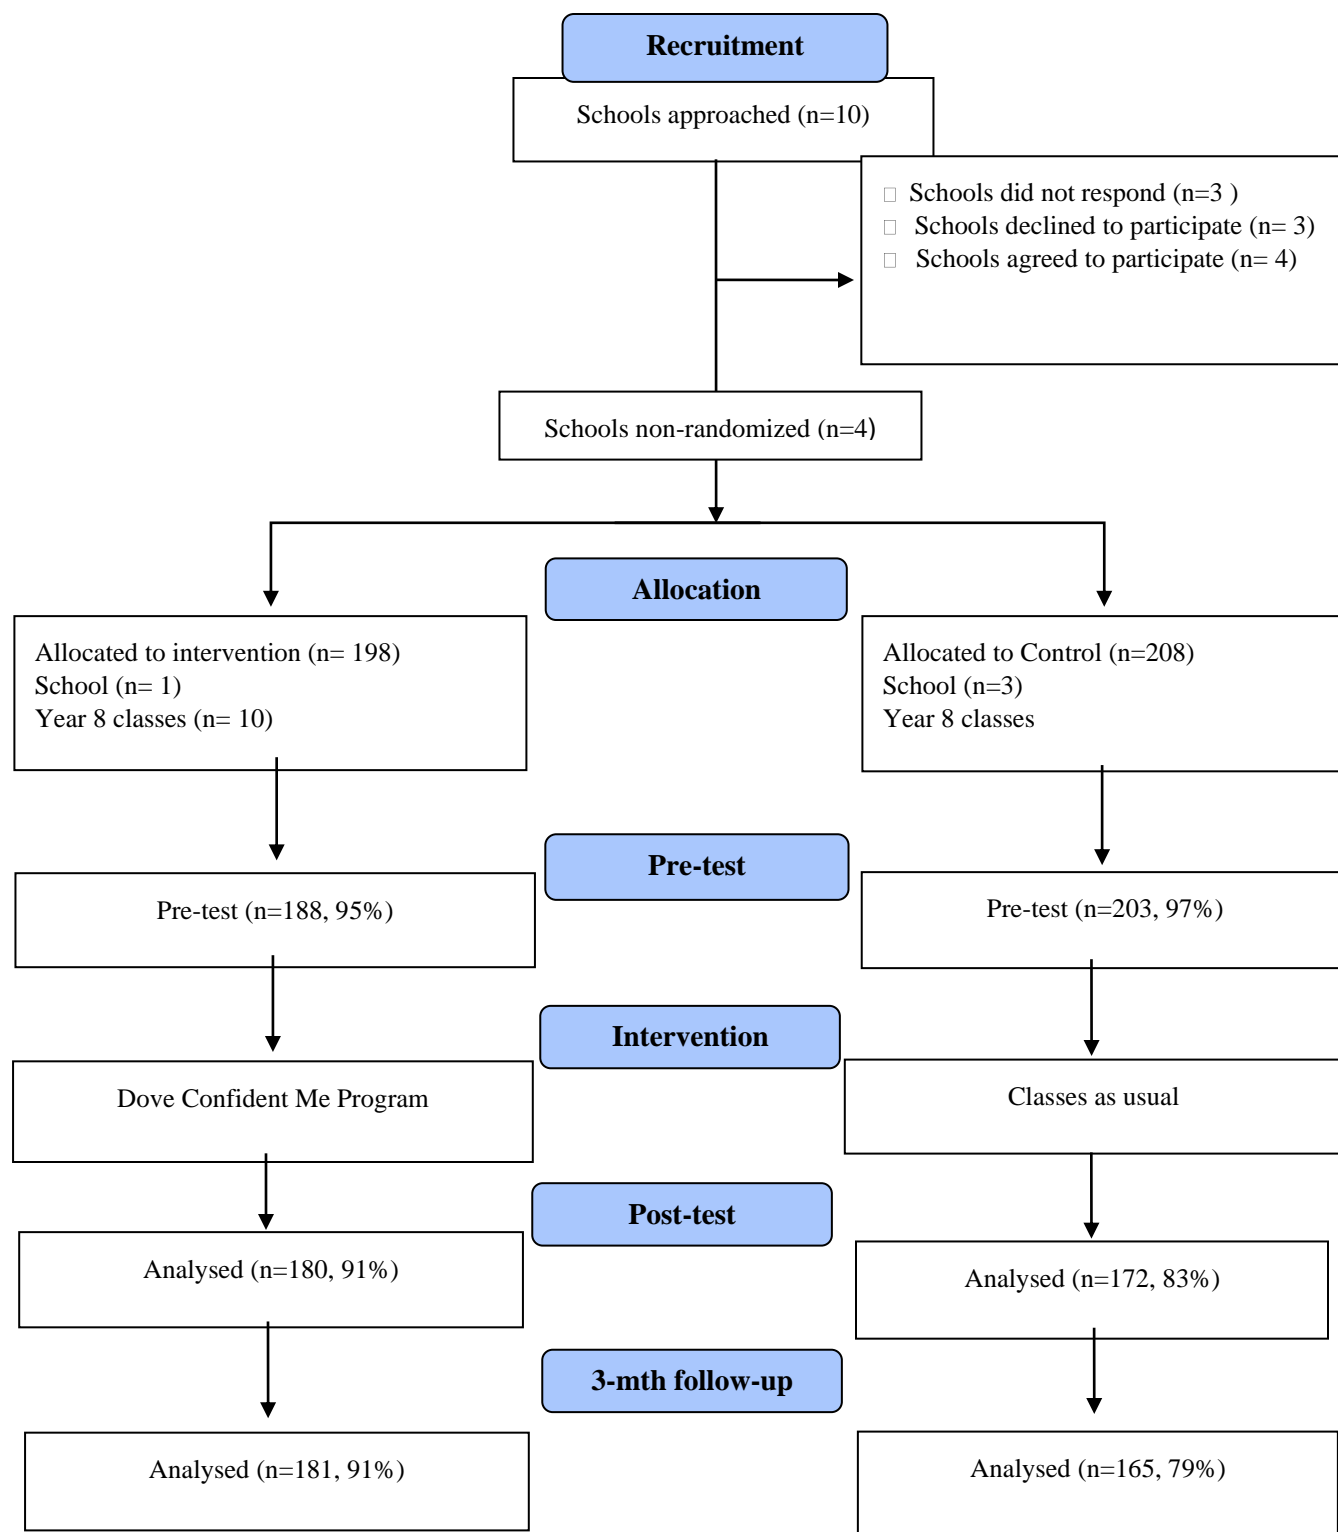 Recruitment
Schools approached (n=10)
Schools did not respond (n=3 )
Schools declined to participate (n= 3)
Schools agreed to participate (n= 4)
Schools non-randomized (n=4)
Allocation
Allocated to intervention (n= 198)
School (n= 1)
Year 8 classes (n= 10)
Allocated to Control (n=208)
School (n=3)
Year 8 classes
Pre-test
Pre-test (n=188, 95%)
Pre-test (n=203, 97%)
Intervention
Dove Confident Me Program
Classes as usual
Post-test
Analysed (n=180, 91%)
Analysed (n=172, 83%)
3-mth follow-up
Analysed (n=181, 91%)
Analysed (n=165, 79%)